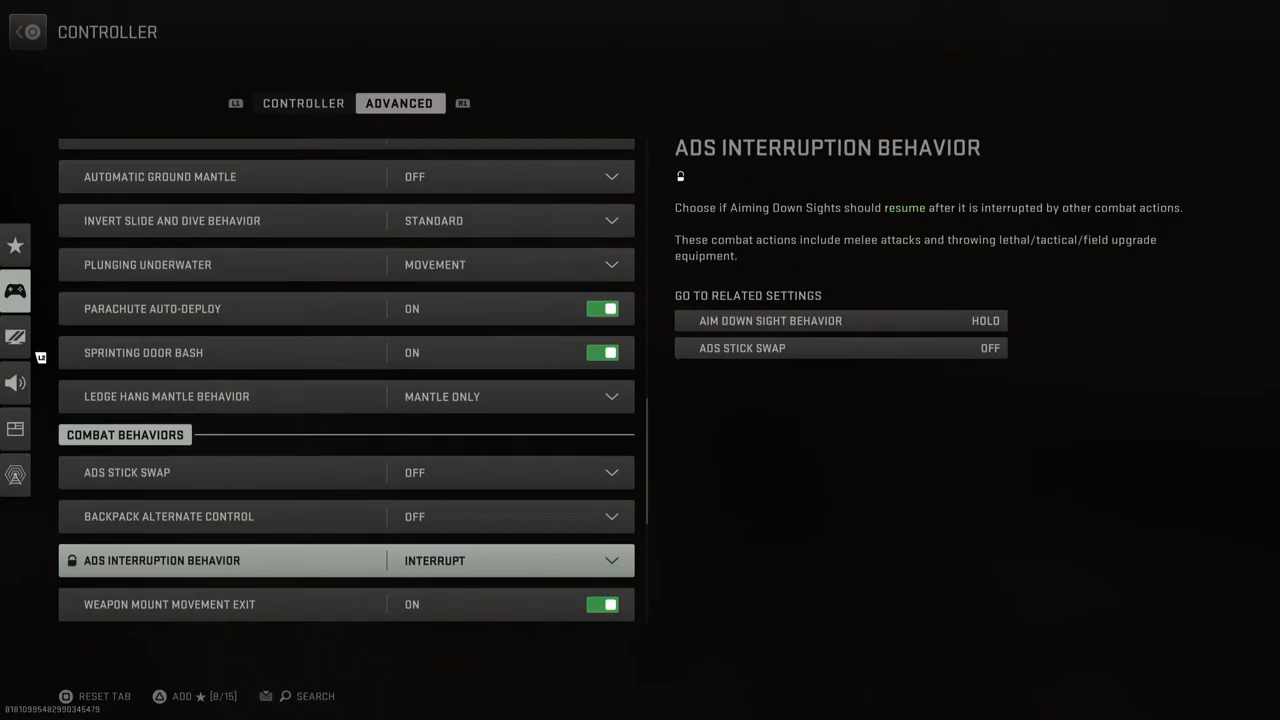 CONTROLLER
L1 CONTROLLER ADVANCED R1
AUTOMATIC GROUND MANTLE OFF
INVERT SLIDE AND DIVE BEHAVIOR STANDARD
PLUNGING UNDERWATER MOVEMENT
PARACHUTE AUTO-DEPLOY ON
SPRINTING DOOR BASH ON
L2
LEDGE HANG MANTLE BEHAVIOR MANTLE ONLY
COMBAT BEHAVIORS
ADS STICK SWAP OFF
BACKPACK ALTERNATE CONTROL OFF
ADS INTERRUPTION BEHAVIOR INTERRUPT
WEAPON MOUNT MOVEMENT EXIT ON
ADS INTERRUPTION BEHAVIOR
Choose if Aiming Down Sights should resume after it is interrupted by other combat actions.
These combat actions include melee attacks and throwing lethal/tactical/field upgrade
equipment.
GO TO RELATED SETTINGS
AIM DOWN SIGHT BEHAVIOR HOLD
ADS STICK SWAP OFF
RESET TAB ADD ★ [8/15] SEARCH
81810995482990345479